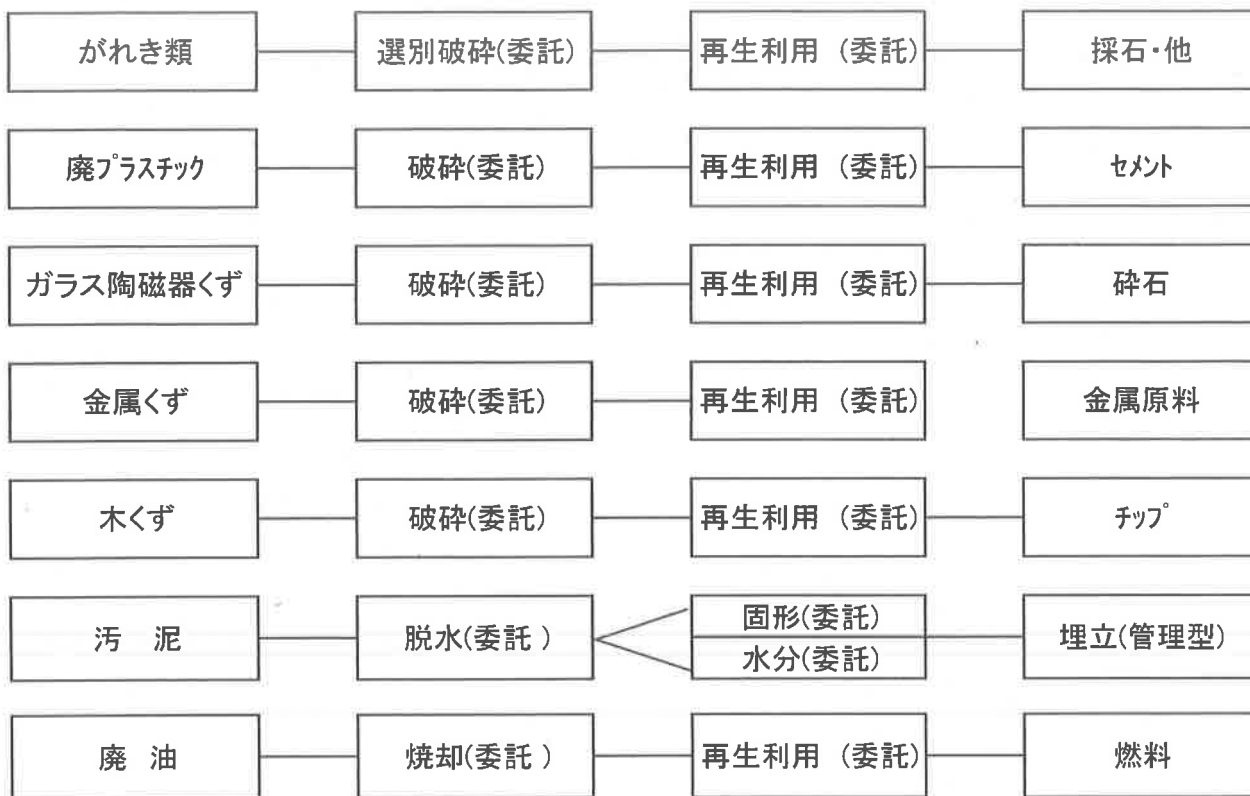 がれき類 選別破砕(委託) 再生利用 (委託) 採石・他
廃プラスチック 破砕(委託) 再生利用 (委託) セメント
ガラス陶磁器くず 破砕(委託) 再生利用 (委託) 砕石
金属くず 破砕(委託) 再生利用 (委託) 金属原料
木くず 破砕(委託) 再生利用 (委託) チップ
汚 泥 脱水(委託 ) 固形(委託) 埋立(管理型)
水分(委託)
廃 油 焼却(委託 ) 再生利用 (委託) 燃料